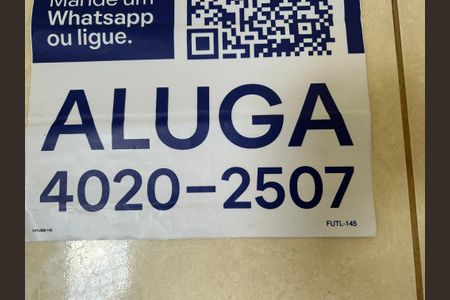 Mande um
Whatsapp
ou ligue.
ALUGA
4020-2507
FUTL-145